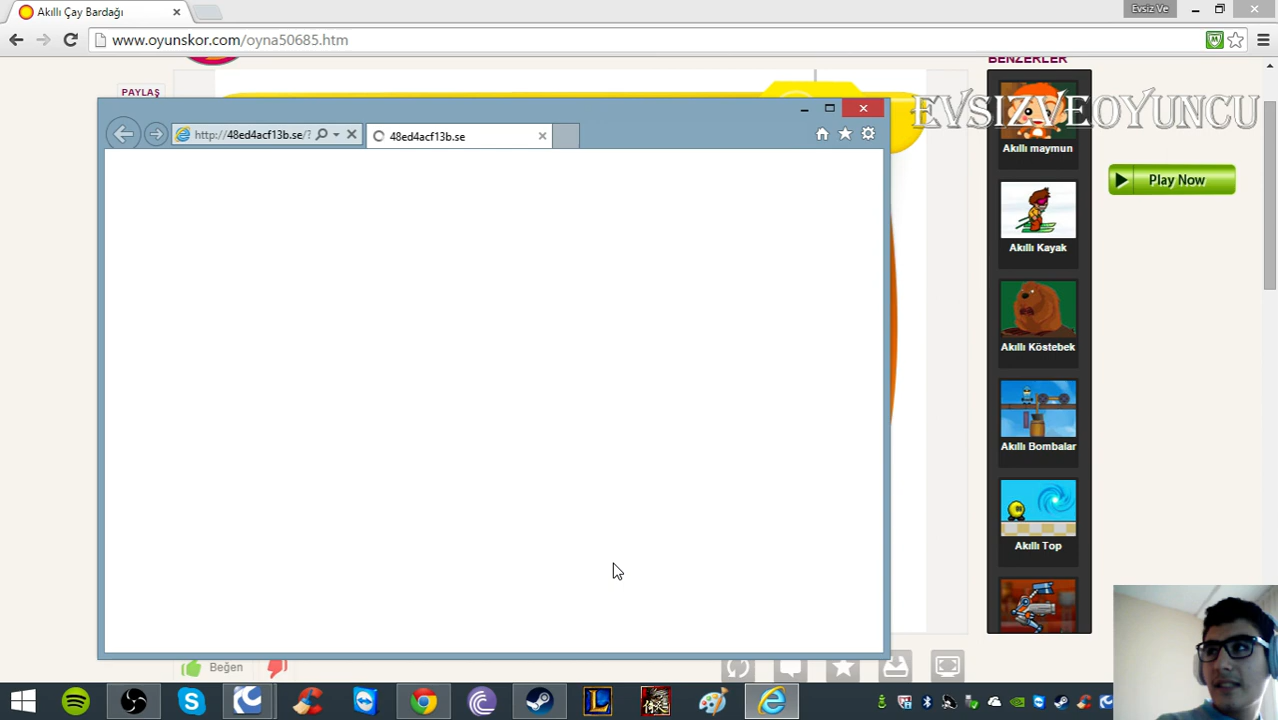 Akıllı Çay Bardağı
Evsiz Ve
www.oyunskor.com/oyna50685.htm
PAYLAŞ
BENZERLER
EVSIZVEOYUNCU
http://48ed4acf13b.se/?
48ed4acf13b.se
Akıllı maymun
Play Now
Akıllı Kayak
Akıllı Köstebek
Akıllı Bombalar
Akıllı Top
Beğen